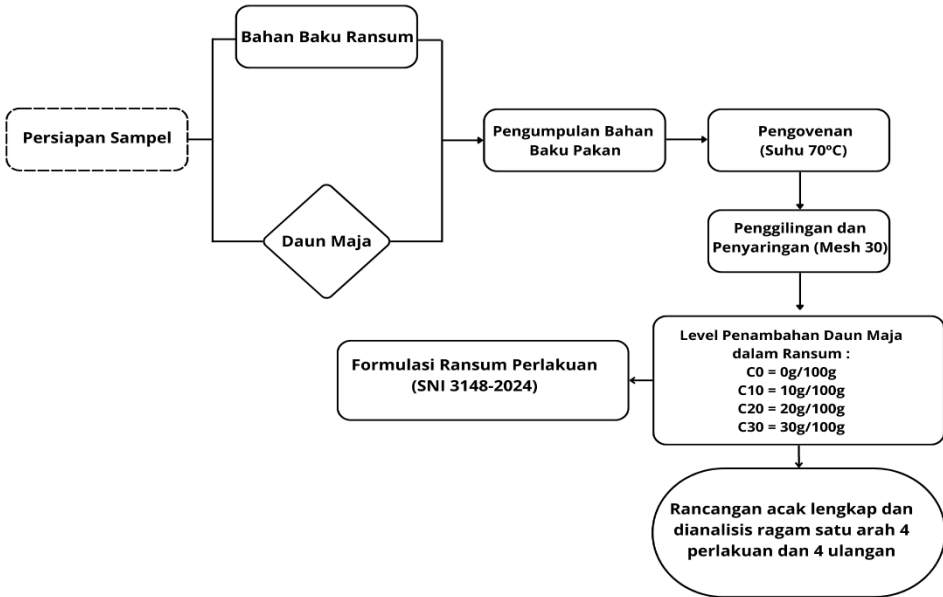 Bahan Baku Ransum
Persiapan Sampel
Daun Maja
Pengumpulan Bahan
Baku Pakan
Pengovenan
(Suhu 70°C)
Penggilingan dan
Penyaringan (Mesh 30)
Level Penambahan Daun Maja
dalam Ransum :
C0 = 0g/100g
C10 = 10g/100g
C20 = 20g/100g
C30 = 30g/100g
Formulasi Ransum Perlakuan
(SNI 3148-2024)
Rancangan acak lengkap dan
dianalisis ragam satu arah 4
perlakuan dan 4 ulangan